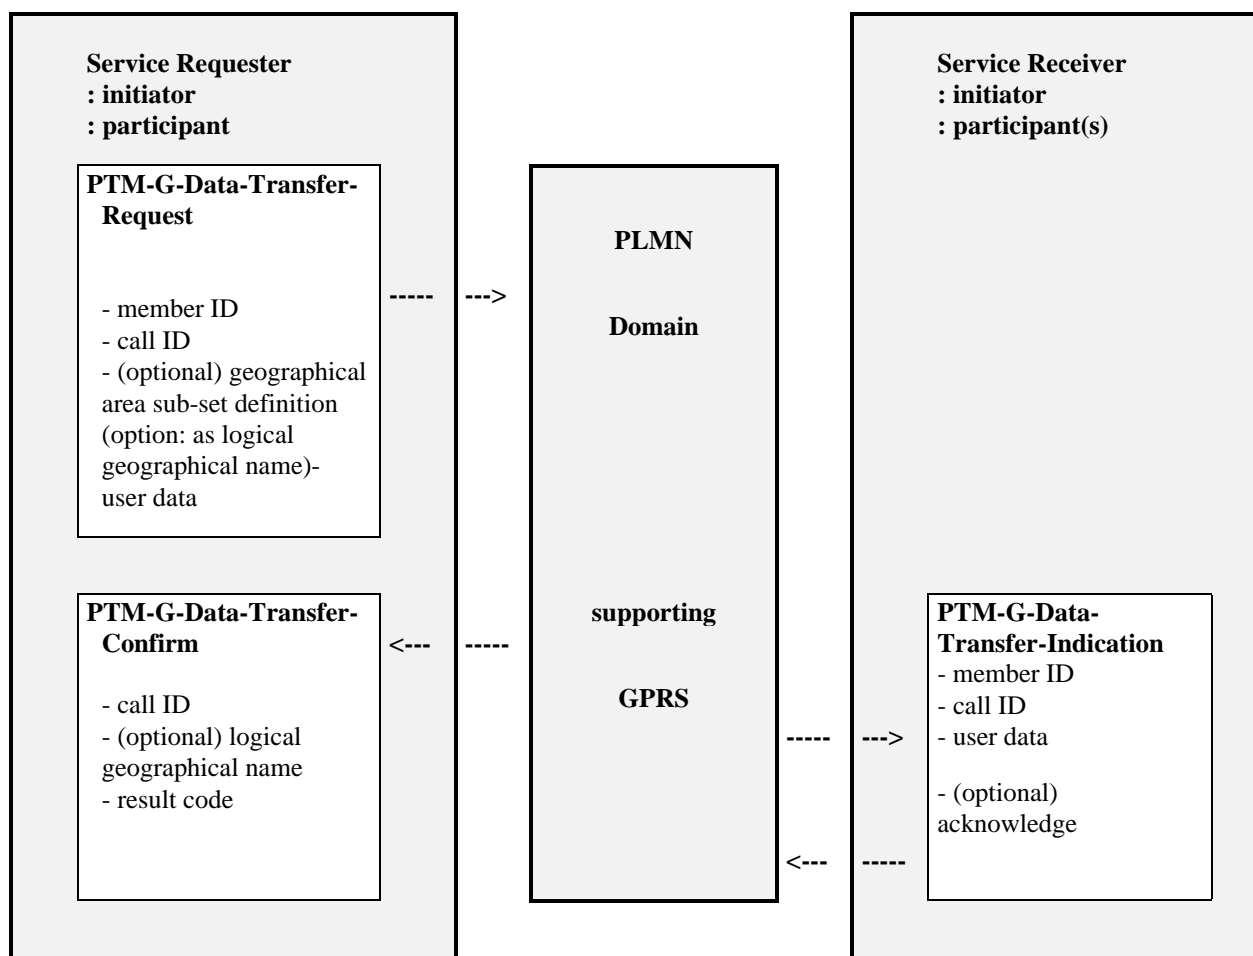 Service Requester
: initiator
: participant
PTM-G-Data-Transfer-
Request
- member ID
- call ID
- (optional) geographical
area sub-set definition
(option: as logical
geographical name)-
user data
PTM-G-Data-Transfer-
Confirm
- call ID
- (optional) logical
geographical name
- result code
----- --->
<--- -----
PLMN
Domain
supporting
GPRS
----- --->
<--- -----
Service Receiver
: initiator
: participant(s)
PTM-G-Data-
Transfer-Indication
- member ID
- call ID
- user data
- (optional)
acknowledge